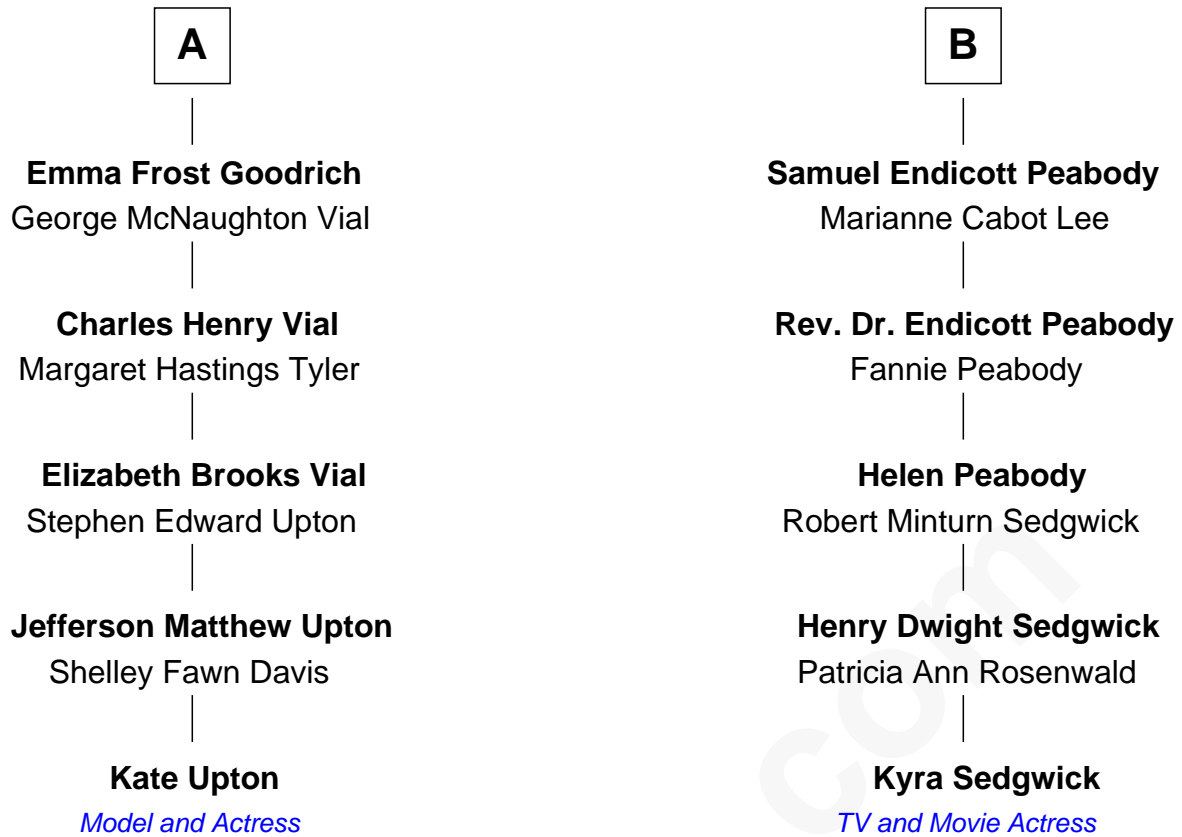 A
Emma Frost Goodrich
George McNaughton Vial
Charles Henry Vial
Margaret Hastings Tyler
Elizabeth Brooks Vial
Stephen Edward Upton
Jefferson Matthew Upton
Shelley Fawn Davis
Kate Upton
Model and Actress
B
Samuel Endicott Peabody
Marianne Cabot Lee
Rev. Dr. Endicott Peabody
Fannie Peabody
Helen Peabody
Robert Minturn Sedgwick
Henry Dwight Sedgwick
Patricia Ann Rosenwald
Kyra Sedgwick
TV and Movie Actress
com